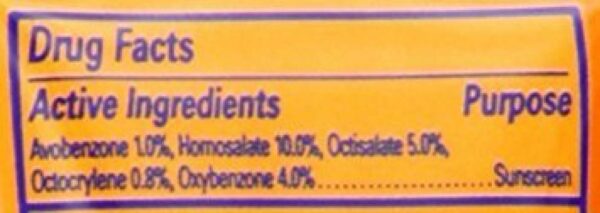 Drug Facts
Active Ingredients Purpose
Avobenzone 1.0%, Homosalate 10.0%, Octisalate 5.0%,
Octocrylene 0.8%, Oxybenzone 4.0%........................Sunscreen